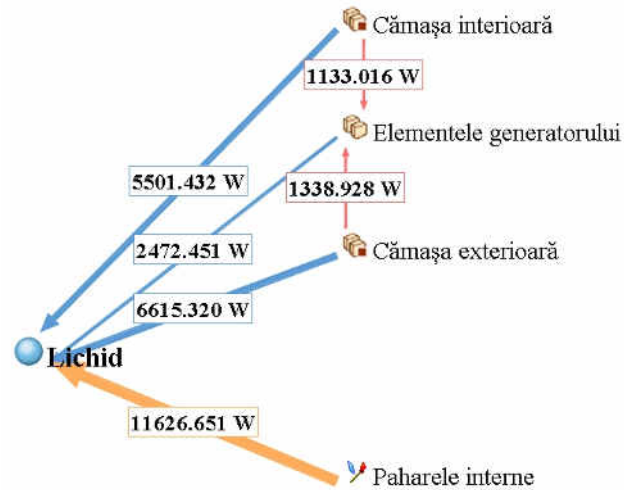 Cămașa interioară
1133.016 W
Elementele generatorului
5501.432 W
1338.928 W
2472.451 W
Cămașa exterioară
6615.320 W
Lichid
11626.651 W
Paharele interne